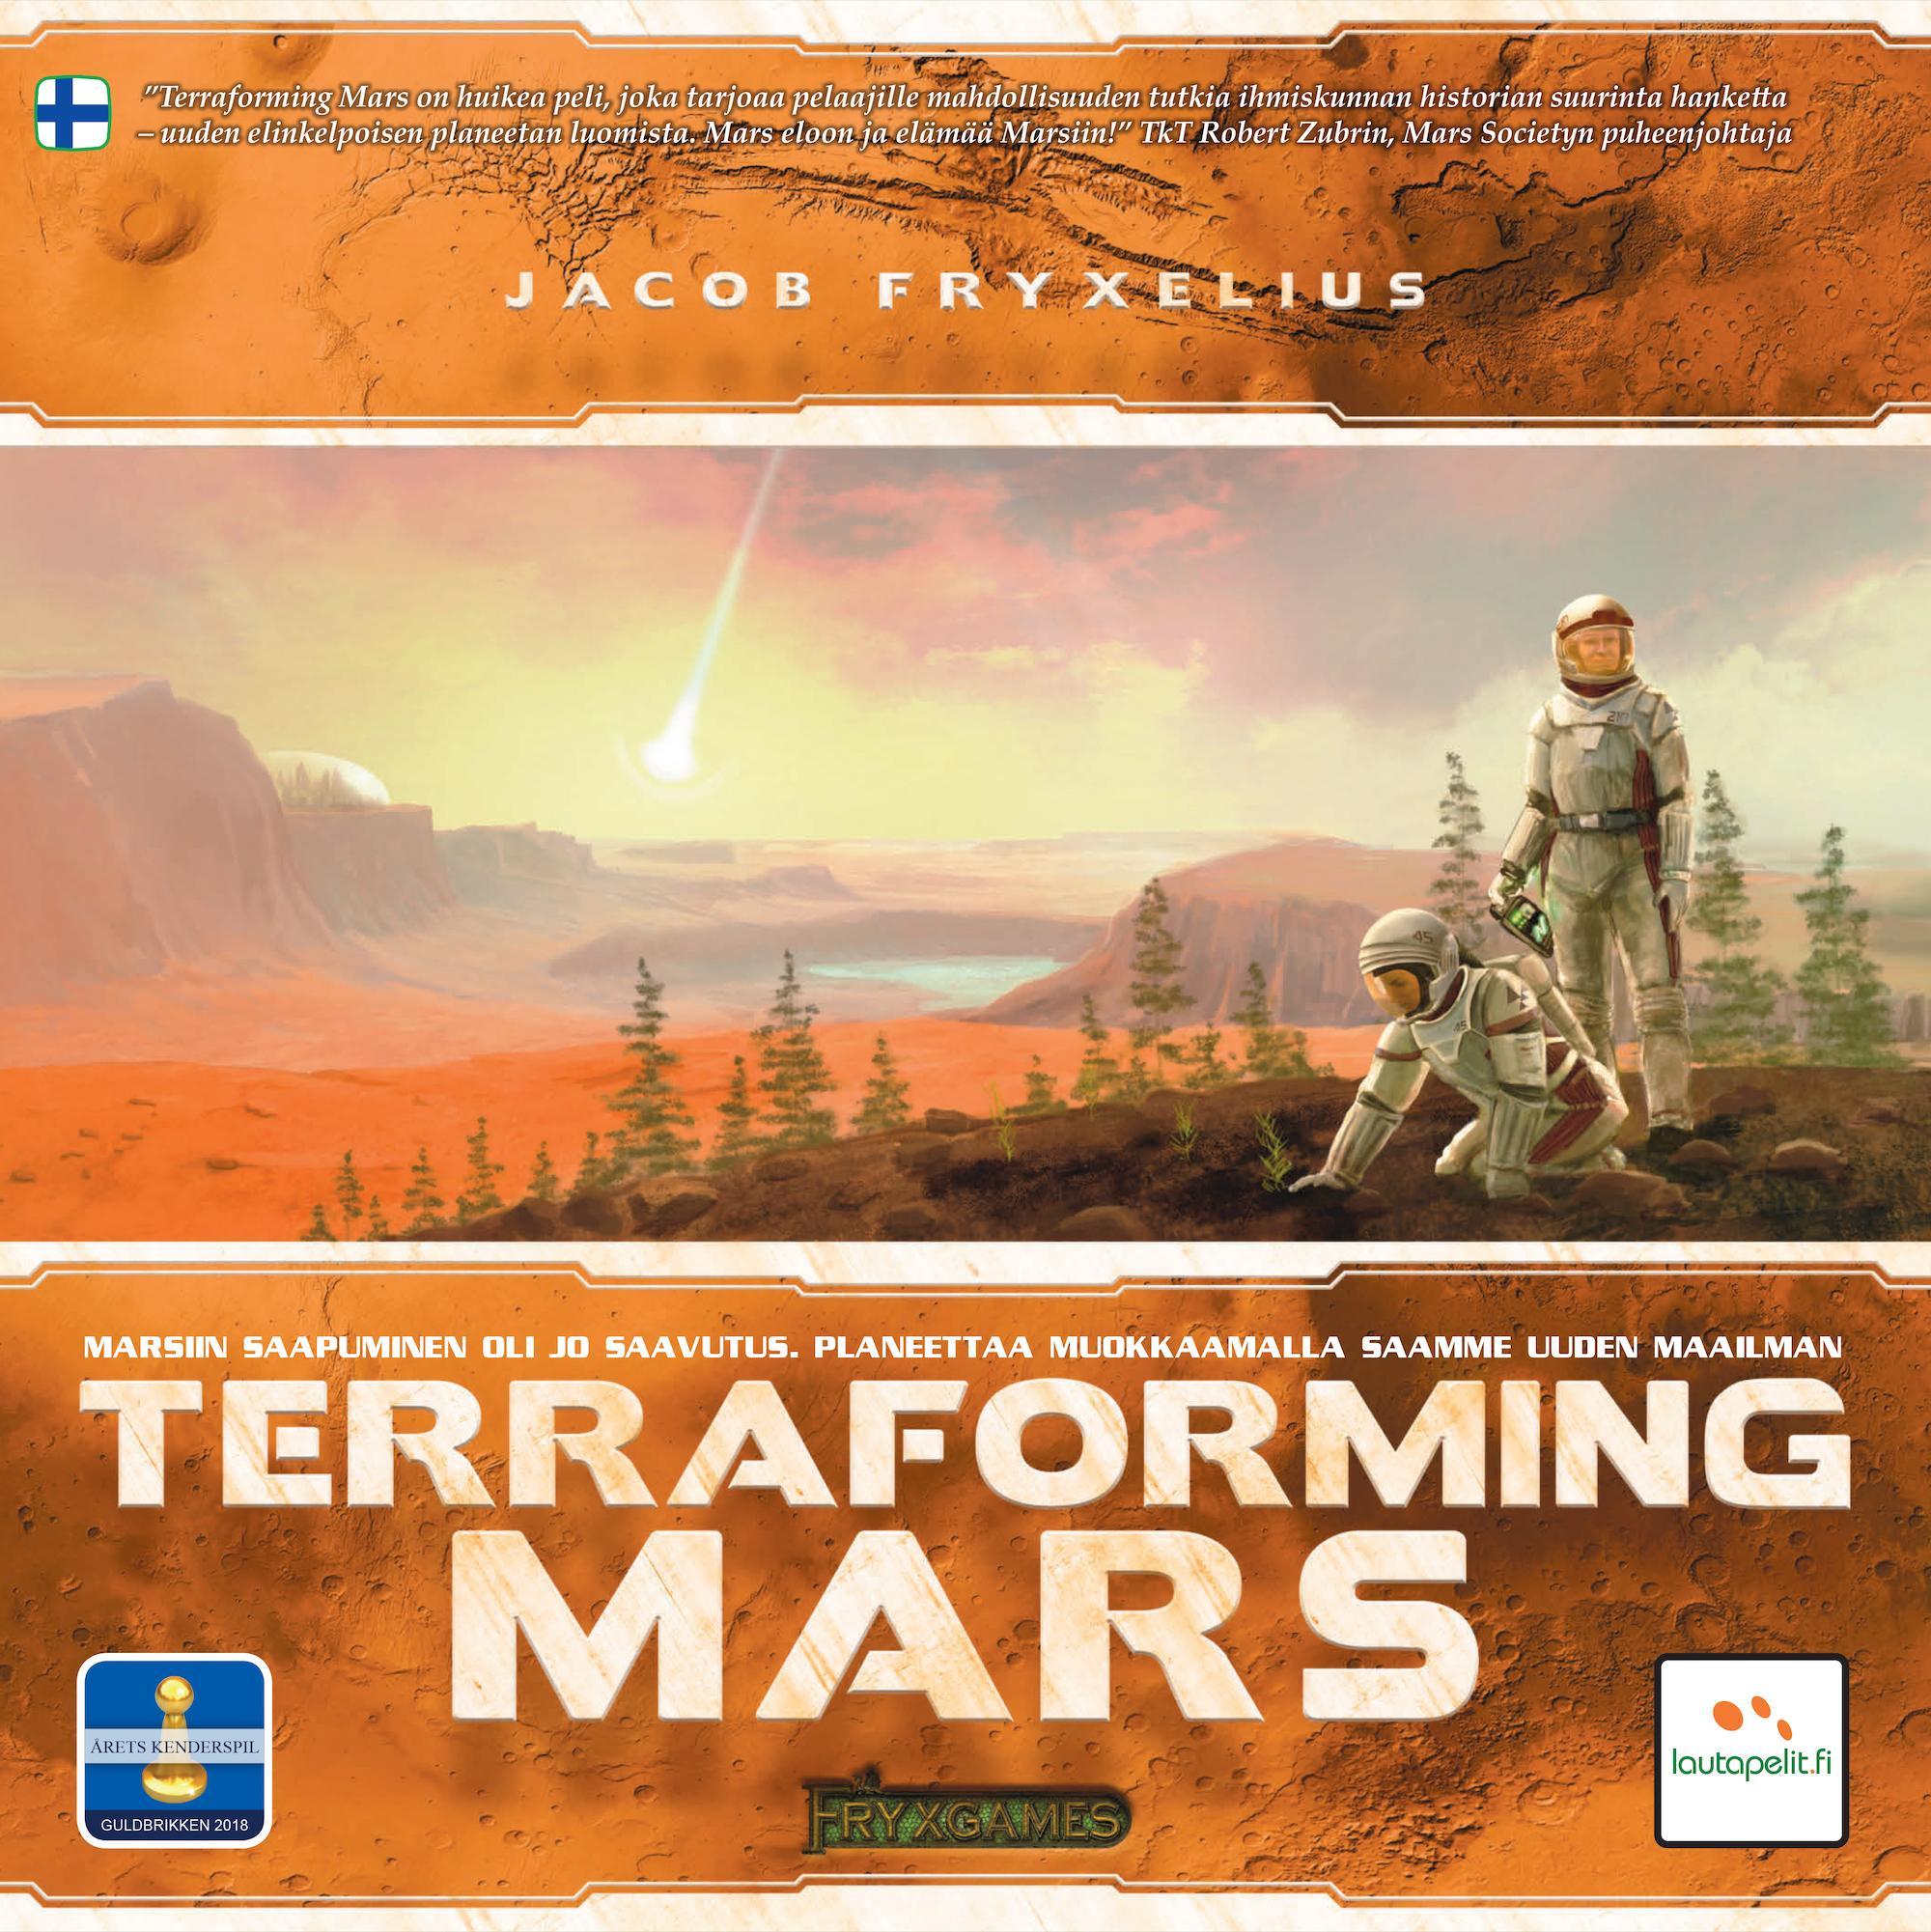 "Terraforming Mars on huikea peli, joka tarjoaa pelaajille mahdollisuuden tutkia ihmiskunnan historian suurinta hanketta
– uuden elinkelpoisen planeetan luomista. Mars eloon ja elämää Marsiin!" TkT Robert Zubrin, Mars Societyn puheenjohtaja
JACOB FRYXELIUS
45
45
MARSIIN SAAPUMINEN OLI JO SAAVUTUS. PLANEETTAA MUOKKAAMALLA SAAMME UUDEN MAAILMAN
TERRAFORMING
MARS
ÅRETS KENDERSPIL
GULDBRIKKEN 2018
FRYXGAMES
lautapelit.fi